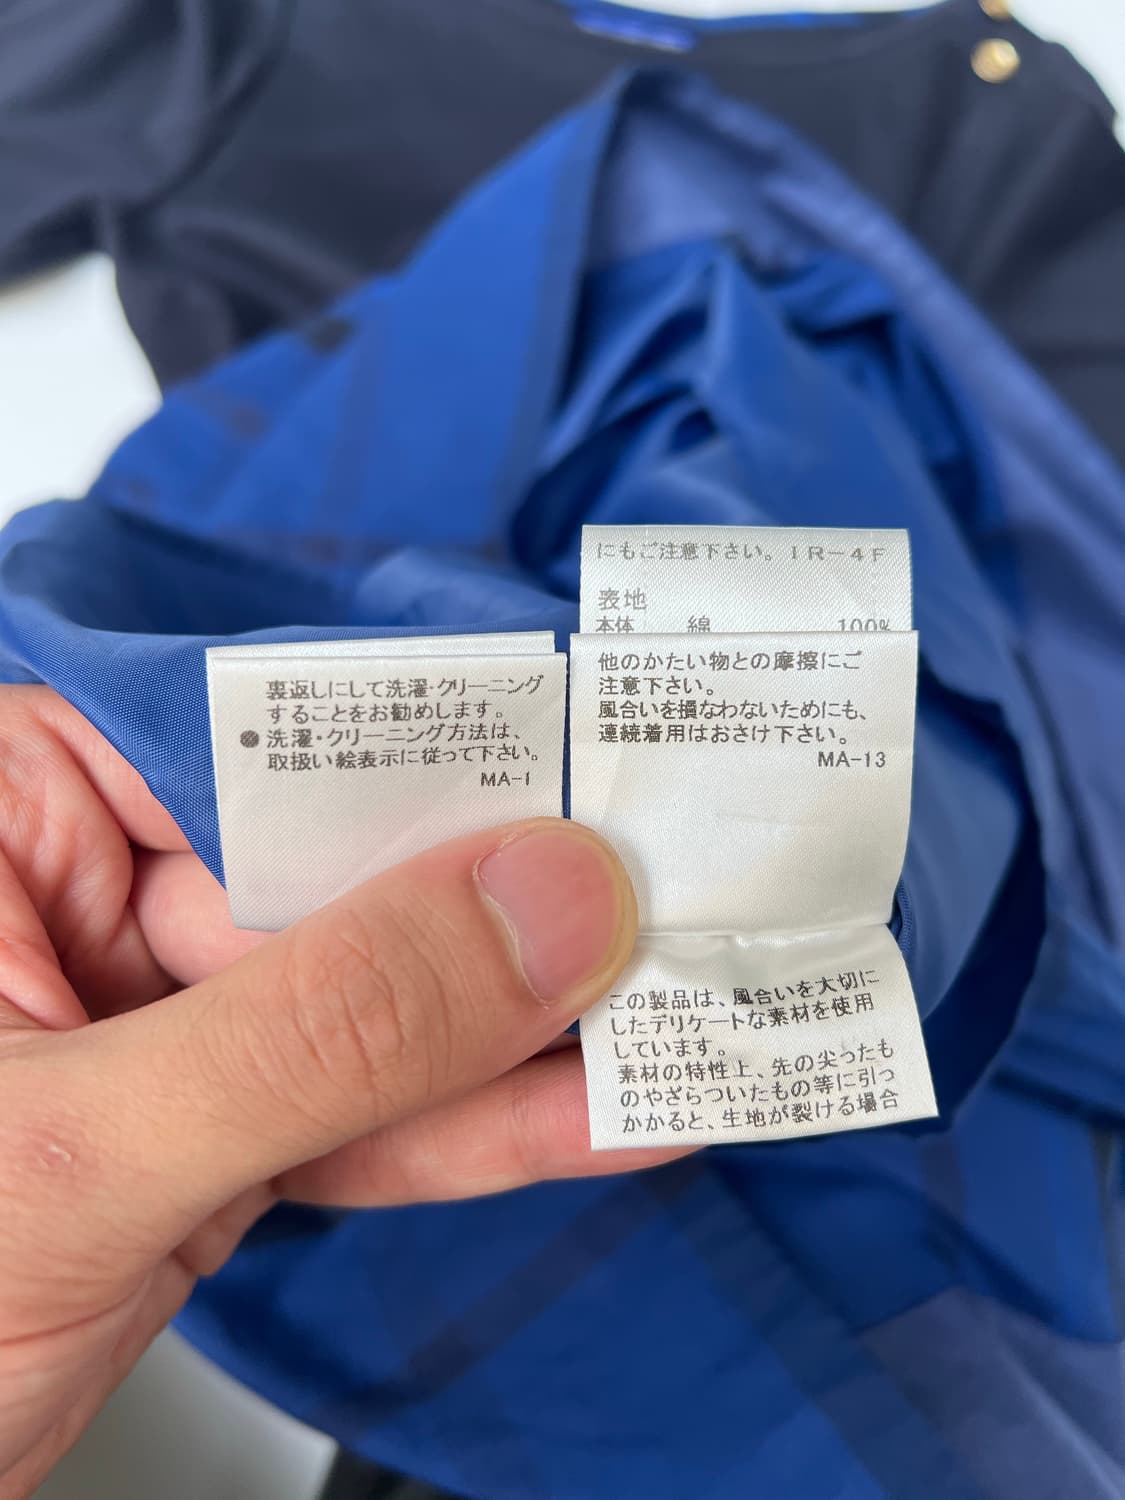 裏返しにして洗濯・クリーニング
することをお勧めします。
●洗濯・クリーニング方法は、
取扱い絵表示に従って下さい。
MA-1
にもご注意下さい。IR-4F
表地
本体 綿 100%
他のかたい物との摩擦にご
注意下さい。
風合いを損なわないためにも、
連続着用はおさけ下さい。
MA-13
この製品は、風合いを大切に
したデリケートな素材を使用
しています。
素材の特性上、先の尖ったも
のやざらついたもの等に引っ
かかると、生地が裂ける場合